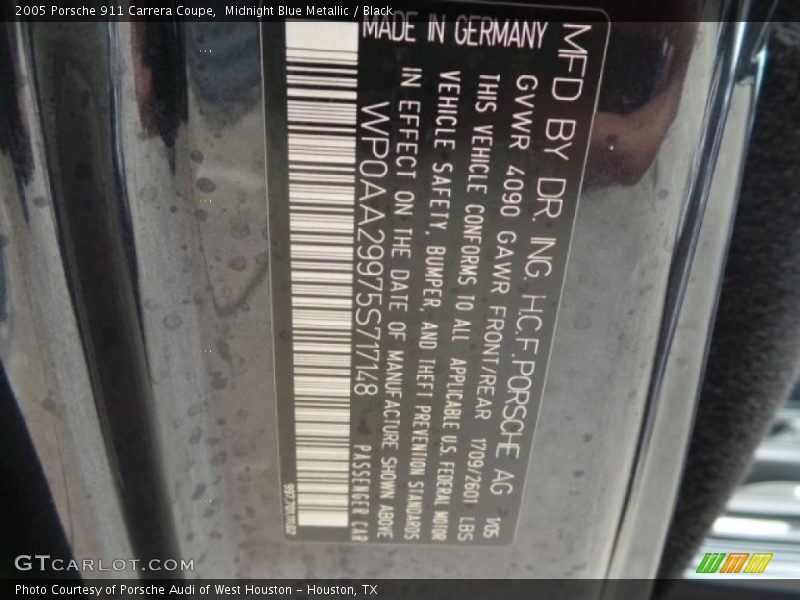 2005 Porsche 911 Carrera Coupe,  Midnight Blue Metallic / Black
MFD BY DR. ING. H.C.F. PORSCHE AG
GVWR 4090 GAWR FRONT/REAR 1709/2601 LBS 1/05
THIS VEHICLE CONFORMS TO ALL APPLICABLE U.S. FEDERAL MOTOR
VEHICLE SAFETY, BUMPER, AND THEFT PREVENTION STANDARDS
IN EFFECT ON THE DATE OF MANUFACTURE SHOWN ABOVE
WP0AA29975S717148 PASSENGER CAR
MADE IN GERMANY
GTCARLOT.COM
Photo Courtesy of Porsche Audi of West Houston - Houston, TX